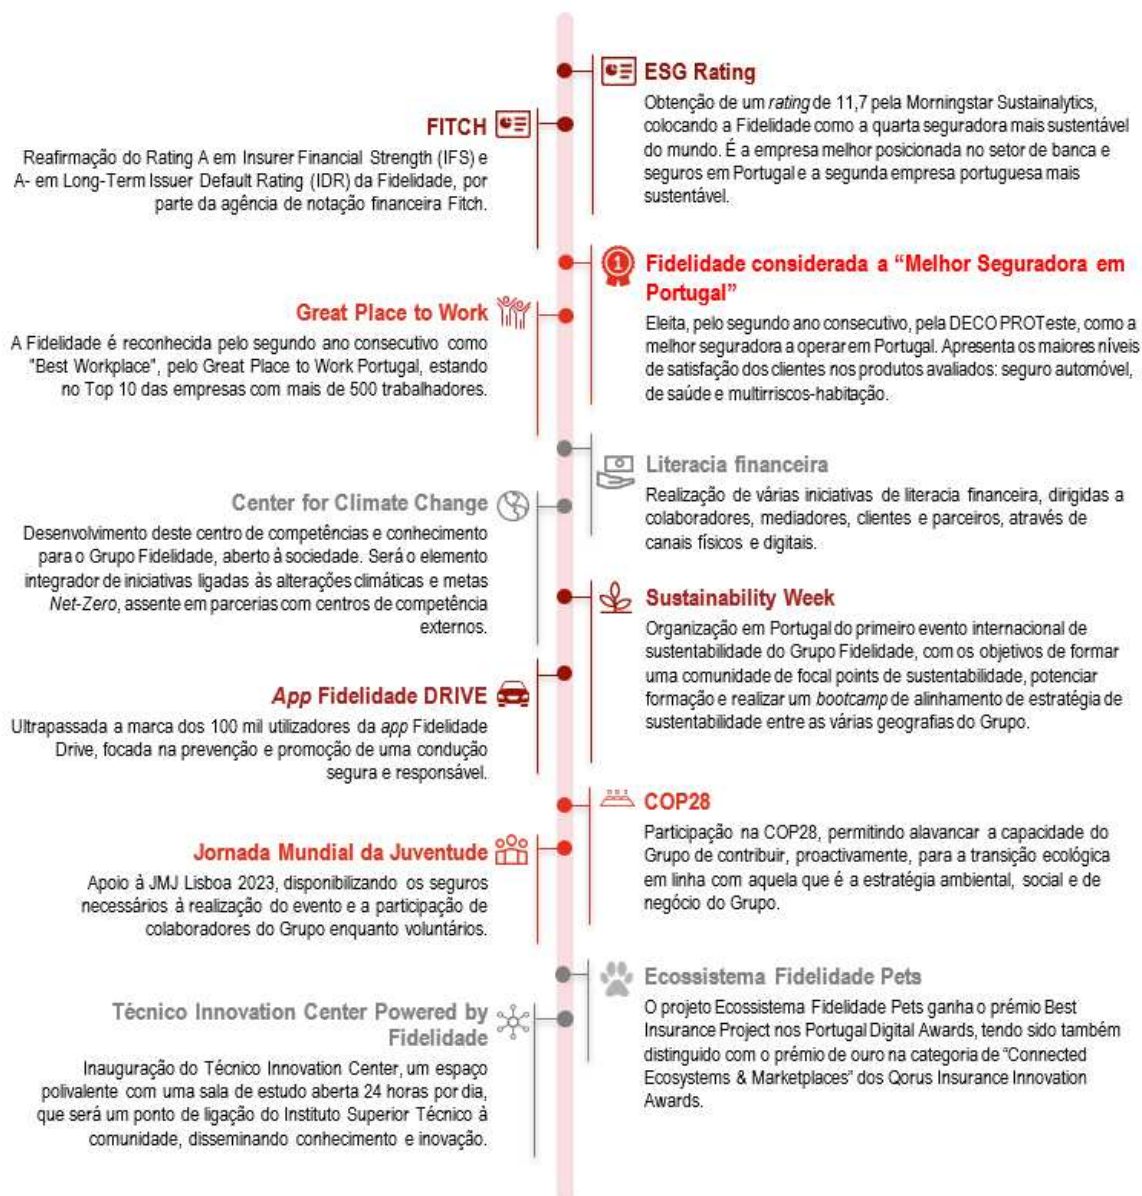 ESG Rating
Obtenção de um rating de 11,7 pela Morningstar Sustainalytics,
colocando a Fidelidade como a quarta seguradora mais sustentável
do mundo. É a empresa melhor posicionada no setor de banca e
seguros em Portugal e a segunda empresa portuguesa mais
sustentável.
FITCH
Reafirmação do Rating A em Insurer Financial Strength (IFS) e
A- em Long-Term Issuer Default Rating (IDR) da Fidelidade, por
parte da agência de notação financeira Fitch.
1
Fidelidade considerada a “Melhor Seguradora em
Portugal”
Eleita, pelo segundo ano consecutivo, pela DECO PROTeste, como a
melhor seguradora a operar em Portugal. Apresenta os maiores níveis
de satisfação dos clientes nos produtos avaliados: seguro automóvel,
de saúde e multirriscos-habitação.
Great Place to Work
A Fidelidade é reconhecida pelo segundo ano consecutivo como
"Best Workplace", pelo Great Place to Work Portugal, estando
no Top 10 das empresas com mais de 500 trabalhadores.
Literacia financeira
Realização de várias iniciativas de literacia financeira, dirigidas a
colaboradores, mediadores, clientes e parceiros, através de
canais físicos e digitais.
Center for Climate Change
Desenvolvimento deste centro de competências e conhecimento
para o Grupo Fidelidade, aberto à sociedade. Será o elemento
integrador de iniciativas ligadas às alterações climáticas e metas
Net-Zero, assente em parcerias com centros de competência
externos.
Sustainability Week
Organização em Portugal do primeiro evento internacional de
sustentabilidade do Grupo Fidelidade, com os objetivos de formar
uma comunidade de focal points de sustentabilidade, potenciar
formação e realizar um bootcamp de alinhamento de estratégia de
sustentabilidade entre as várias geografias do Grupo.
App Fidelidade DRIVE
Ultrapassada a marca dos 100 mil utilizadores da app Fidelidade
Drive, focada na prevenção e promoção de uma condução
segura e responsável.
COP28
Participação na COP28, permitindo alavancar a capacidade do
Grupo de contribuir, proactivamente, para a transição ecológica
em linha com aquela que é a estratégia ambiental, social e de
negócio do Grupo.
Jornada Mundial da Juventude
Apoio à JMJ Lisboa 2023, disponibilizando os seguros
necessários à realização do evento e a participação de
colaboradores do Grupo enquanto voluntários.
Ecossistema Fidelidade Pets
O projeto Ecossistema Fidelidade Pets ganha o prémio Best
Insurance Project nos Portugal Digital Awards, tendo sido também
distinguido com o prémio de ouro na categoria de “Connected
Ecosystems & Marketplaces” dos Qorus Insurance Innovation
Awards.
Técnico Innovation Center Powered by
Fidelidade
Inauguração do Técnico Innovation Center, um espaço
polivalente com uma sala de estudo aberta 24 horas por dia,
que será um ponto de ligação do Instituto Superior Técnico à
comunidade, disseminando conhecimento e inovação.